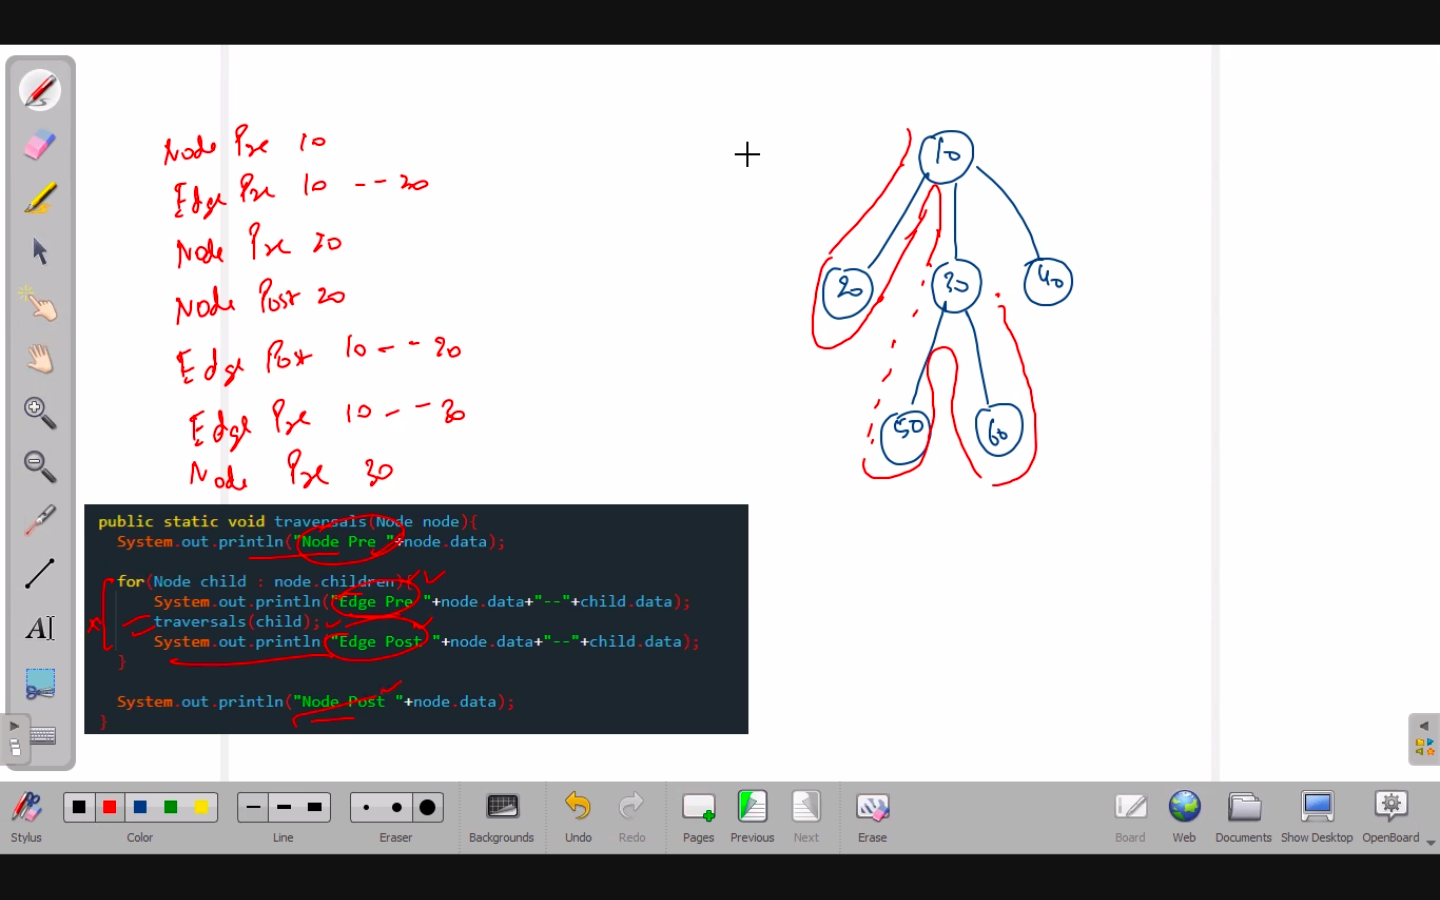 Node Pre 10
Edge Pre 10 -- 20
Node Pre 20
Node Post 20
Edge Post 10 -- 20
Edge Pre 10 -- 30
Node Pre 30
10
20
30
40
50
60
public static void traversals(Node node){
System.out.println("Node Pre "+node.data);
for(Node child : node.children){
System.out.println("Edge Pre "+node.data+"--"+child.data);
traversals(child);
System.out.println("Edge Post "+node.data+"--"+child.data);
}
System.out.println("Node Post "+node.data);
}
Stylus
Color
Line
Eraser
Backgrounds
Undo
Redo
Pages
Previous
Next
Erase
Board
Web
Documents
Show Desktop
OpenBoard